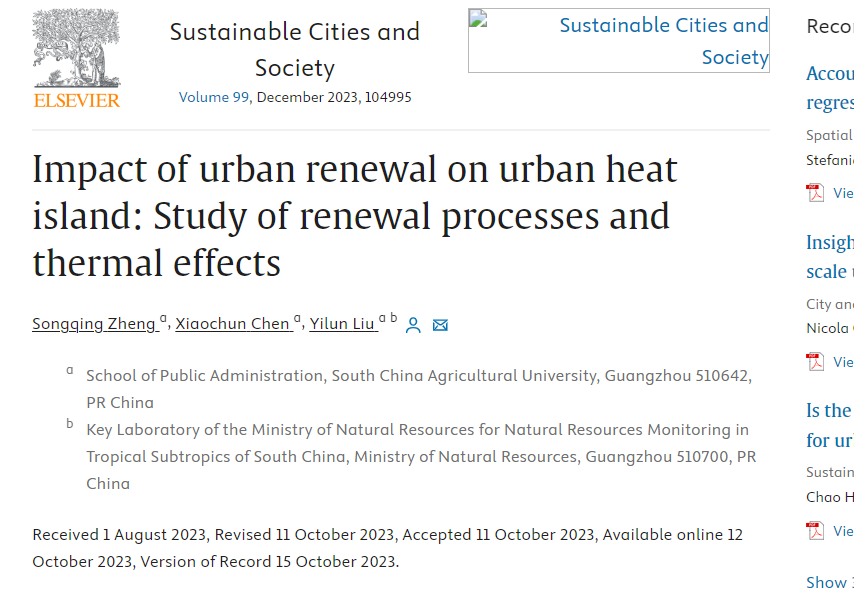 ELSEVIER
Sustainable Cities and
Society
Volume 99, December 2023, 104995
Sustainable Cities and
Society
Impact of urban renewal on urban heat
island: Study of renewal processes and
thermal effects
Songqing Zheng a, Xiaochun Chen a, Yilun Liu a b
a School of Public Administration, South China Agricultural University, Guangzhou 510642,
PR China
b Key Laboratory of the Ministry of Natural Resources for Natural Resources Monitoring in
Tropical Subtropics of South China, Ministry of Natural Resources, Guangzhou 510700, PR
China
Received 1 August 2023, Revised 11 October 2023, Accepted 11 October 2023, Available online 12
October 2023, Version of Record 15 October 2023.
Reco
Accou
regres
Spatial
Stefani
Vie
Insigh
scale
City an
Nicola
Vie
Is the
for ur
Sustain
Chao H
Vie
Show